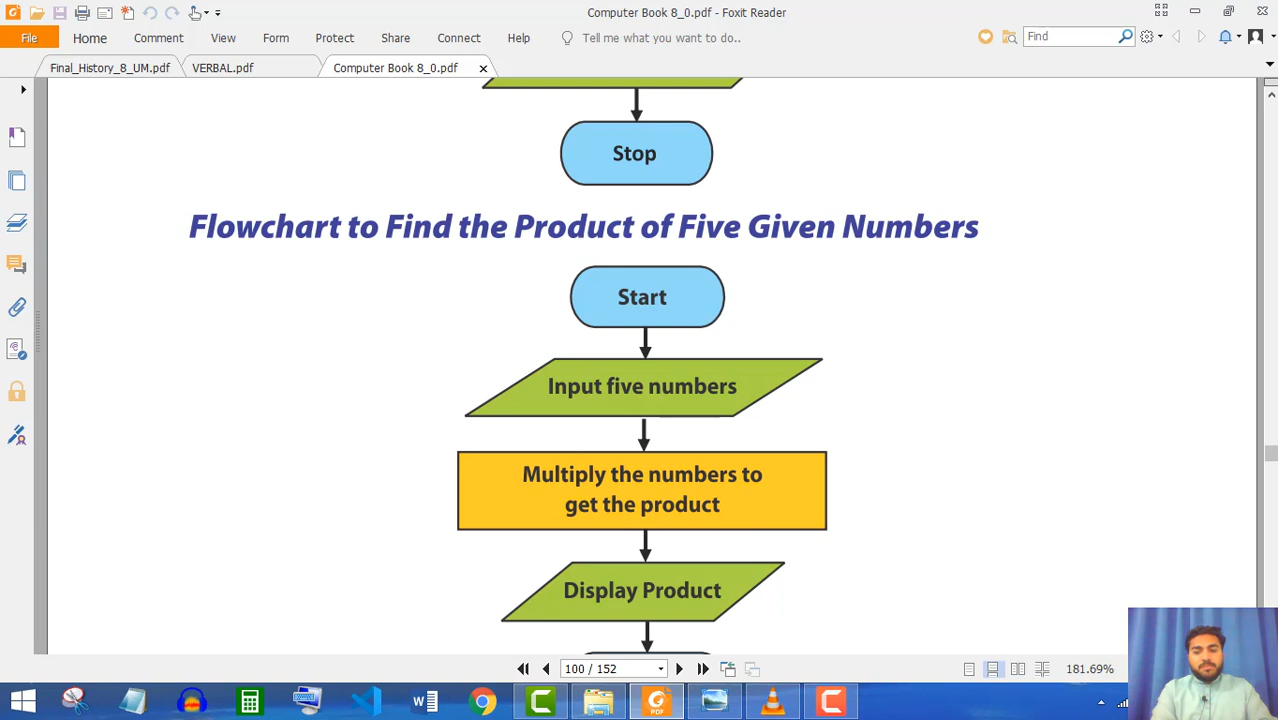 Computer Book 8_0.pdf - Foxit Reader
File Home Comment View Form Protect Share Connect Help Tell me what you want to do.. Find
Final_History_8_UM.pdf VERBAL.pdf Computer Book 8_0.pdf
Stop
Flowchart to Find the Product of Five Given Numbers
Start
Input five numbers
Multiply the numbers to
get the product
Display Product
100 / 152 181.69%